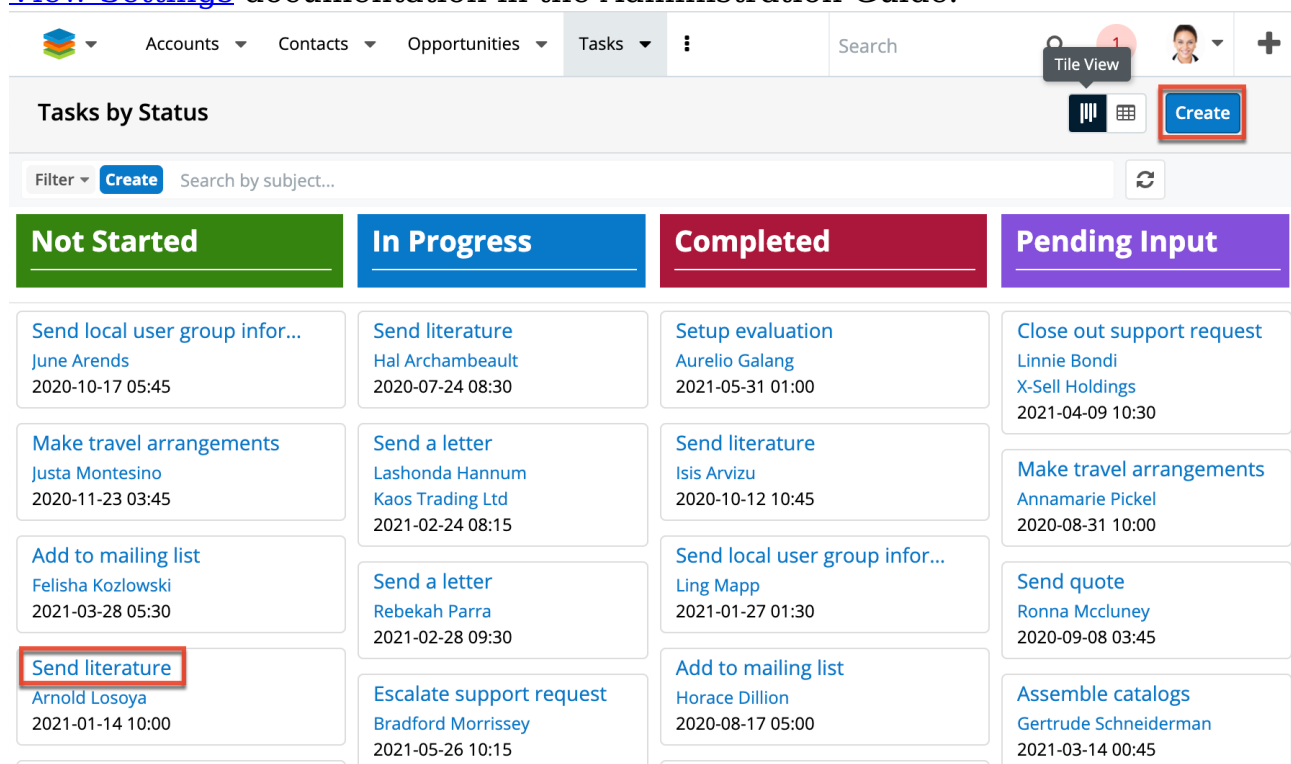 View Settings documentation in the Administration Guide.
Accounts Contacts Opportunities Tasks Search 1
Tile View
Tasks by Status Create
Filter Create Search by subject...
Not Started
Send local user group infor...
June Arends
2020-10-17 05:45
Make travel arrangements
Justa Montesino
2020-11-23 03:45
Add to mailing list
Felisha Kozlowski
2021-03-28 05:30
Send literature
Arnold Losoya
2021-01-14 10:00
In Progress
Send literature
Hal Archambeault
2020-07-24 08:30
Send a letter
Lashonda Hannum
Kaos Trading Ltd
2021-02-24 08:15
Send a letter
Rebekah Parra
2021-02-28 09:30
Escalate support request
Bradford Morrissey
2021-05-26 10:15
Completed
Setup evaluation
Aurelio Galang
2021-05-31 01:00
Send literature
Isis Arvizu
2020-10-12 10:45
Send local user group infor...
Ling Mapp
2021-01-27 01:30
Add to mailing list
Horace Dillion
2020-08-17 05:00
Pending Input
Close out support request
Linnie Bondi
X-Sell Holdings
2021-04-09 10:30
Make travel arrangements
Annamarie Pickel
2020-08-31 10:00
Send quote
Ronna Mccluney
2020-09-08 03:45
Assemble catalogs
Gertrude Schneiderman
2021-03-14 00:45